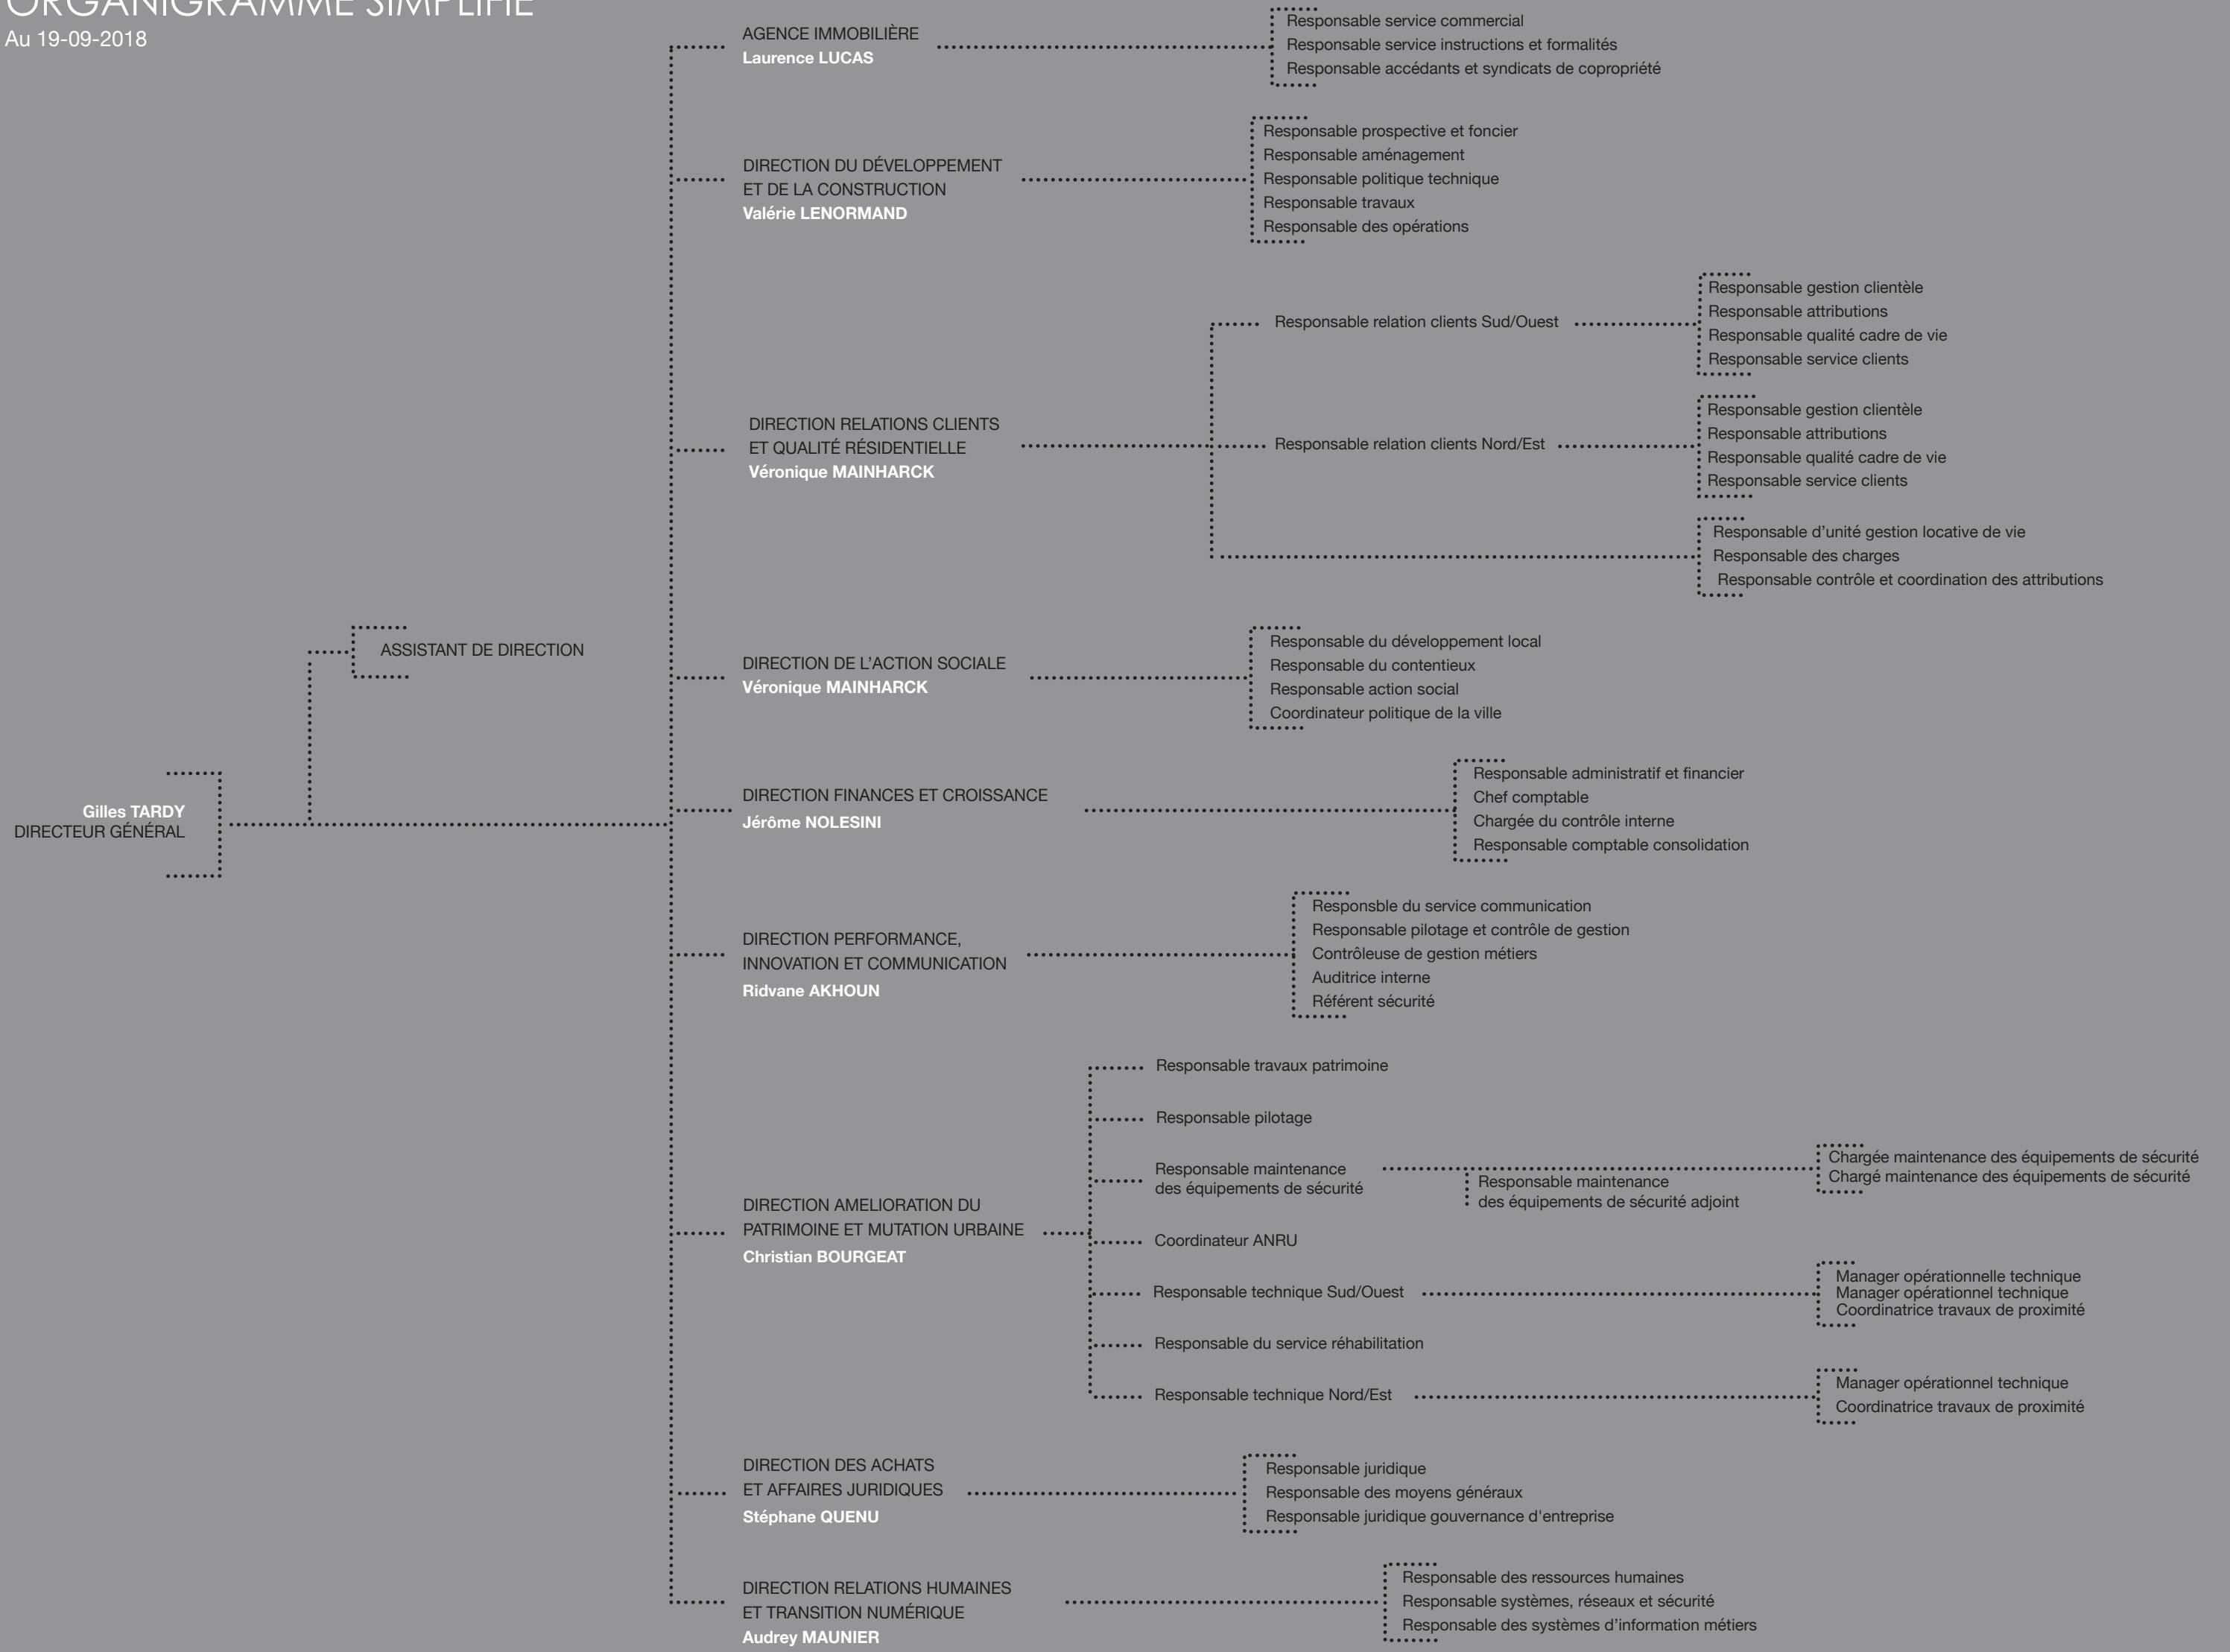 ORGANIGRAMME SIMPLIFIÉ
Au 19-09-2018
Gilles TARDY
DIRECTEUR GÉNÉRAL
ASSISTANT DE DIRECTION
AGENCE IMMOBILIÈRE
Laurence LUCAS
Responsable service commercial
Responsable service instructions et formalités
Responsable accédants et syndicats de copropriété
DIRECTION DU DÉVELOPPEMENT
ET DE LA CONSTRUCTION
Valérie LENORMAND
Responsable prospective et foncier
Responsable aménagement
Responsable politique technique
Responsable travaux
Responsable des opérations
DIRECTION RELATIONS CLIENTS
ET QUALITÉ RÉSIDENTIELLE
Véronique MAINHARCK
Responsable relation clients Sud/Ouest
Responsable gestion clientèle
Responsable attributions
Responsable qualité cadre de vie
Responsable service clients
Responsable relation clients Nord/Est
Responsable gestion clientèle
Responsable attributions
Responsable qualité cadre de vie
Responsable service clients
Responsable d’unité gestion locative de vie
Responsable des charges
Responsable contrôle et coordination des attributions
DIRECTION DE L’ACTION SOCIALE
Véronique MAINHARCK
Responsable du développement local
Responsable du contentieux
Responsable action social
Coordinateur politique de la ville
DIRECTION FINANCES ET CROISSANCE
Jérôme NOLESINI
Responsable administratif et financier
Chef comptable
Chargée du contrôle interne
Responsable comptable consolidation
DIRECTION PERFORMANCE,
INNOVATION ET COMMUNICATION
Ridvane AKHOUN
Responsble du service communication
Responsable pilotage et contrôle de gestion
Contrôleuse de gestion métiers
Auditrice interne
Référent sécurité
DIRECTION AMELIORATION DU
PATRIMOINE ET MUTATION URBAINE
Christian BOURGEAT
Responsable travaux patrimoine
Responsable pilotage
Responsable maintenance
des équipements de sécurité
Responsable maintenance
des équipements de sécurité adjoint
Chargée maintenance des équipements de sécurité
Chargé maintenance des équipements de sécurité
Coordinateur ANRU
Responsable technique Sud/Ouest
Manager opérationnelle technique
Manager opérationnel technique
Coordinatrice travaux de proximité
Responsable du service réhabilitation
Responsable technique Nord/Est
Manager opérationnel technique
Coordinatrice travaux de proximité
DIRECTION DES ACHATS
ET AFFAIRES JURIDIQUES
Stéphane QUENU
Responsable juridique
Responsable des moyens généraux
Responsable juridique gouvernance d'entreprise
DIRECTION RELATIONS HUMAINES
ET TRANSITION NUMÉRIQUE
Audrey MAUNIER
Responsable des ressources humaines
Responsable systèmes, réseaux et sécurité
Responsable des systèmes d’information métiers